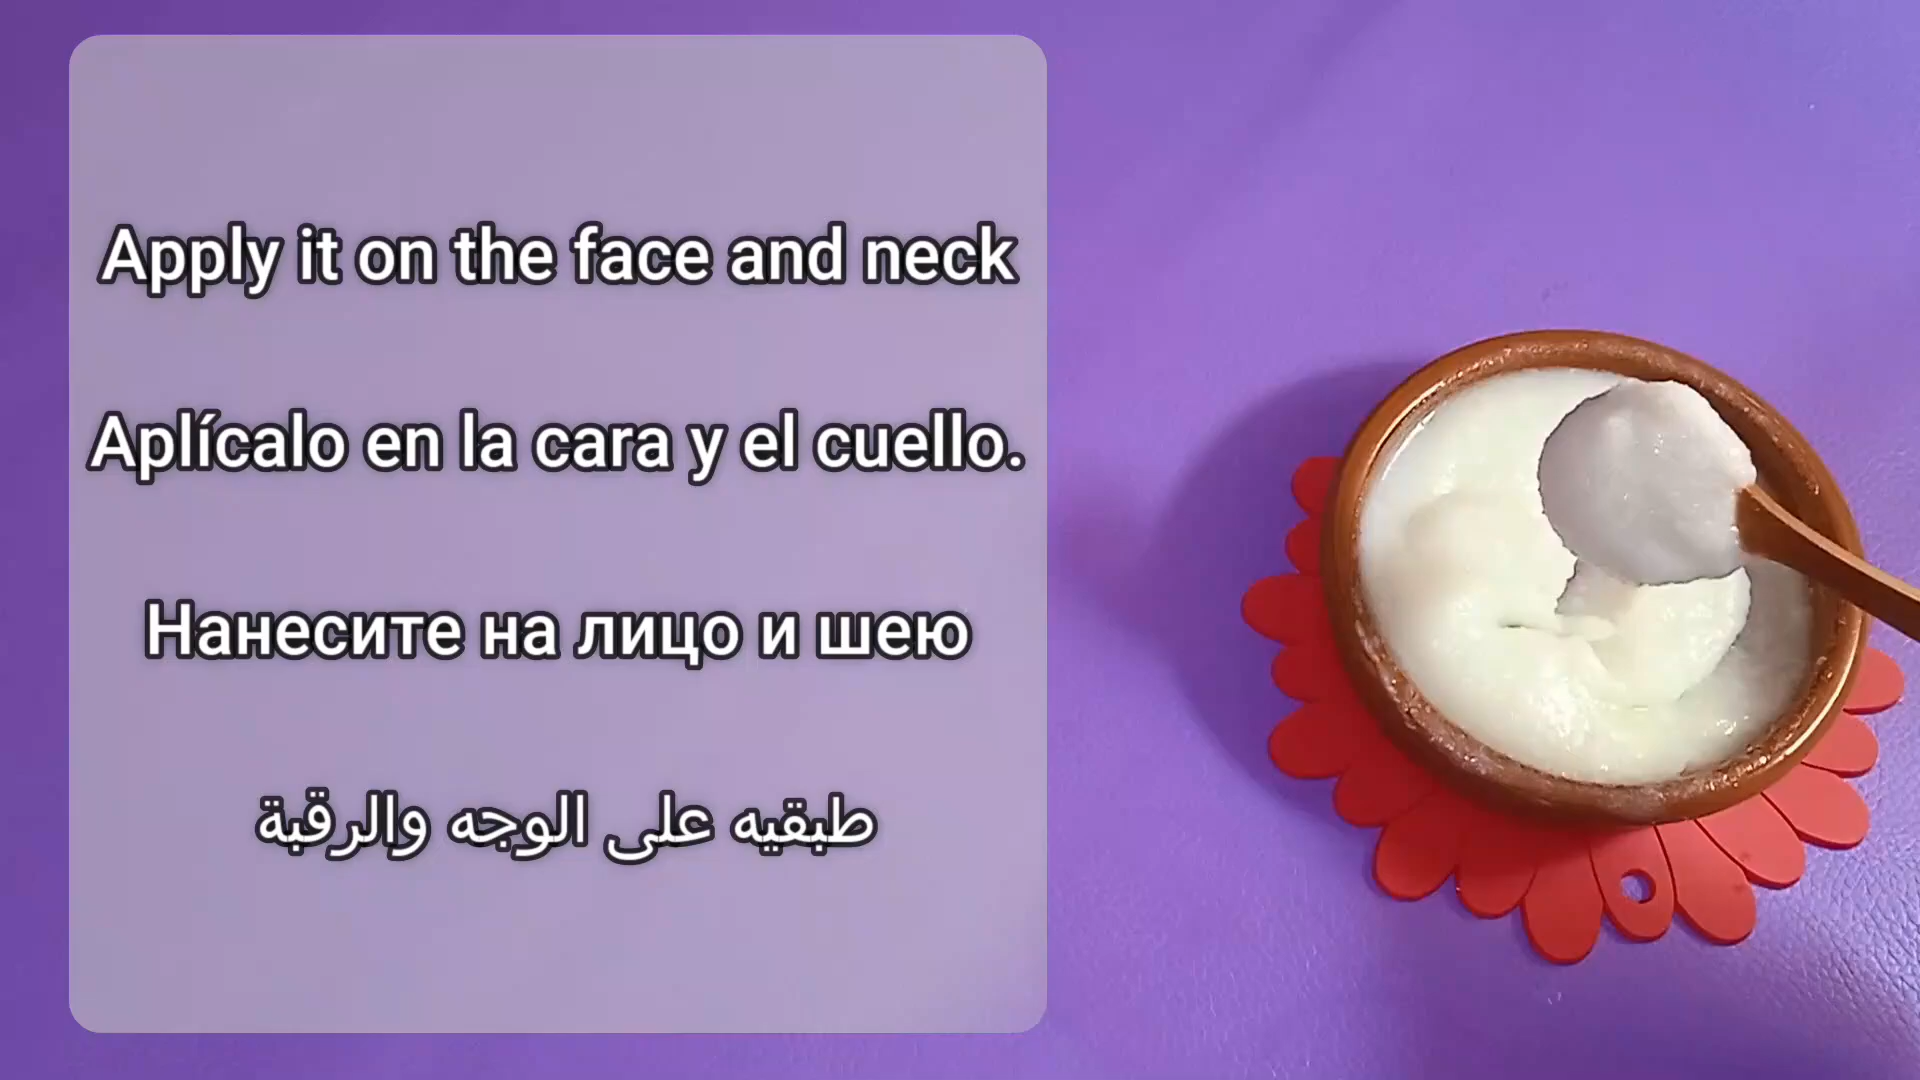 Apply it on the face and neck
Aplícalo en la cara y el cuello.
Нанесите на лицо и шею
طبقيه على الوجه والرقبة